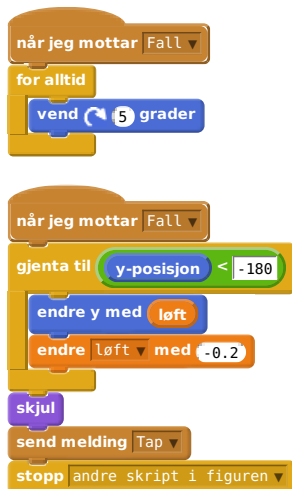 når jeg mottar Fall
for alltid
vend 5 grader
når jeg mottar Fall
gjenta til y-posisjon < -180
endre y med løft
endre løft med -0.2
skjul
send melding Tap
stopp andre skript i figuren